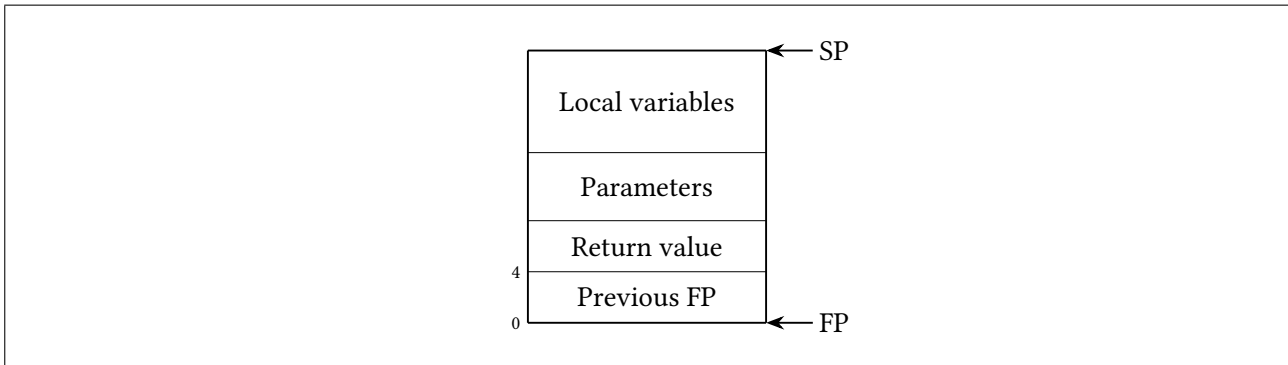 SP
Local variables
Parameters
Return value
4
Previous FP
0
FP